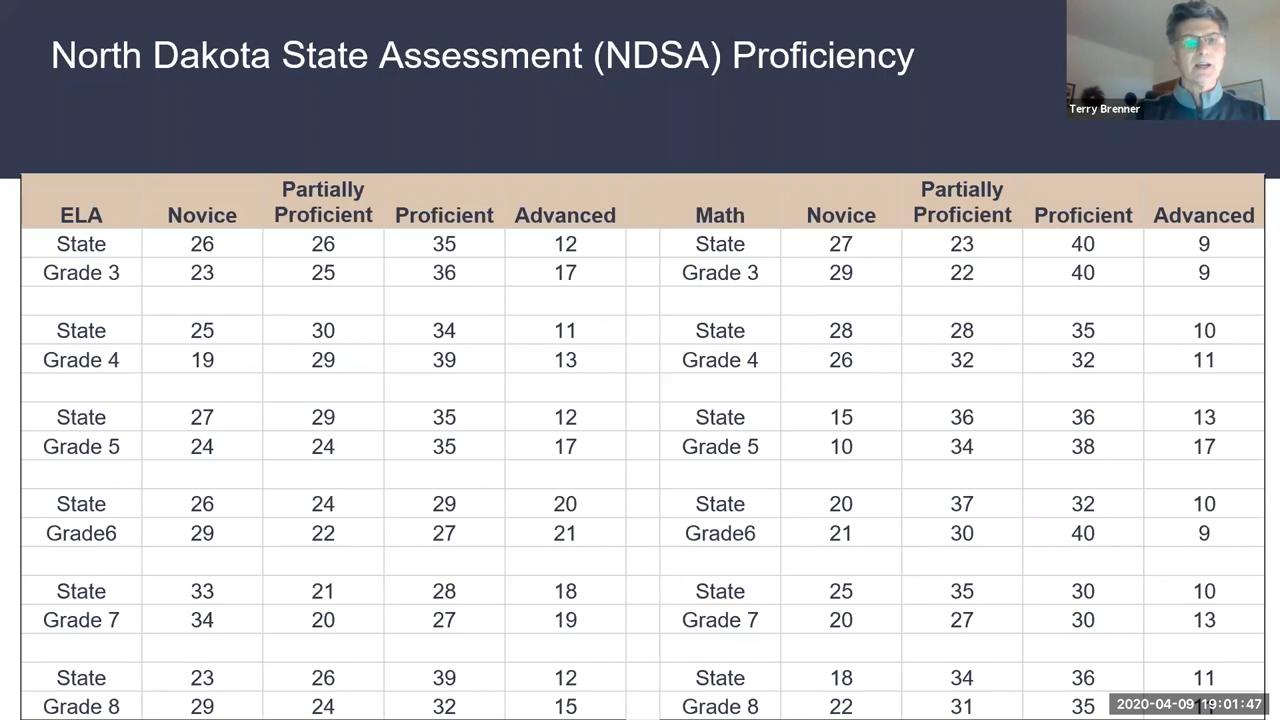 North Dakota State Assessment (NDSA) Proficiency
Terry Brenner
ELA Novice Partially Proficient Proficient Advanced Math Novice Partially Proficient Proficient Advanced
State 26 26 35 12 State 27 23 40 9
Grade 3 23 25 36 17 Grade 3 29 22 40 9
State 25 30 34 11 State 28 28 35 10
Grade 4 19 29 39 13 Grade 4 26 32 32 11
State 27 29 35 12 State 15 36 36 13
Grade 5 24 24 35 17 Grade 5 10 34 38 17
State 26 24 29 20 State 20 37 32 10
Grade6 29 22 27 21 Grade6 21 30 40 9
State 33 21 28 18 State 25 35 30 10
Grade 7 34 20 27 19 Grade 7 20 27 30 13
State 23 26 39 12 State 18 34 36 11
Grade 8 29 24 32 15 Grade 8 22 31 35
2020-04-09 19:01:47